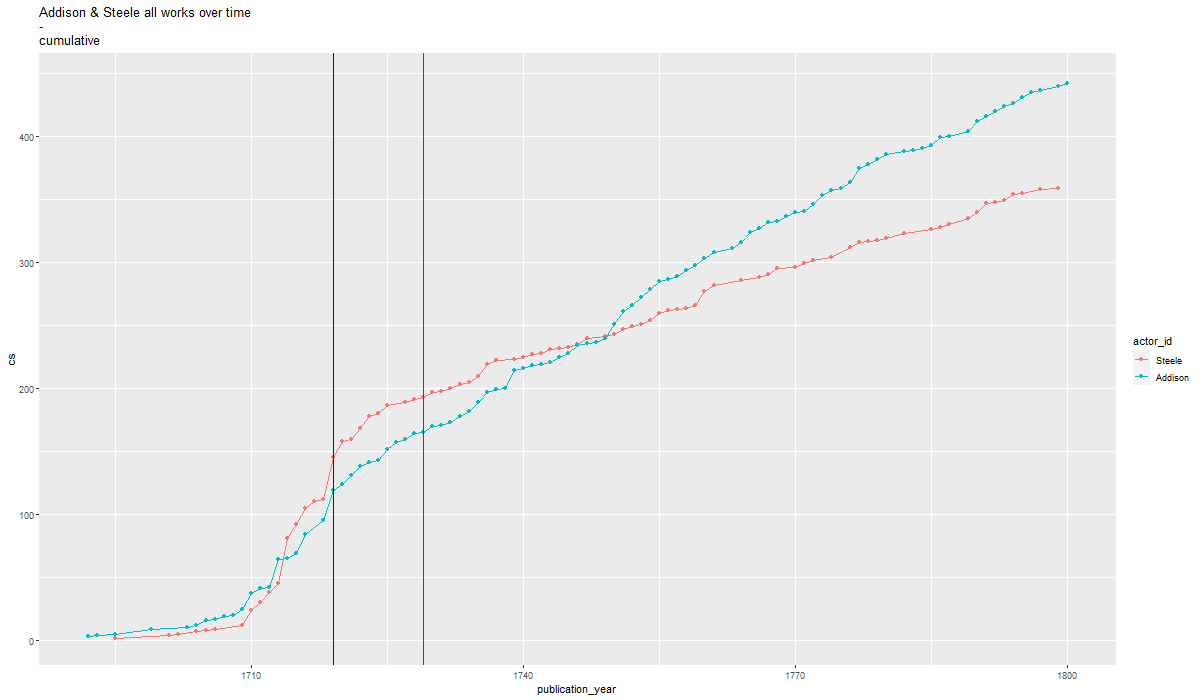 Addison & Steele all works over time
-
cumulative
cs
400
300
200
100
0
1710
1740
1770
1800
publication_year
actor_id
Steele
Addison